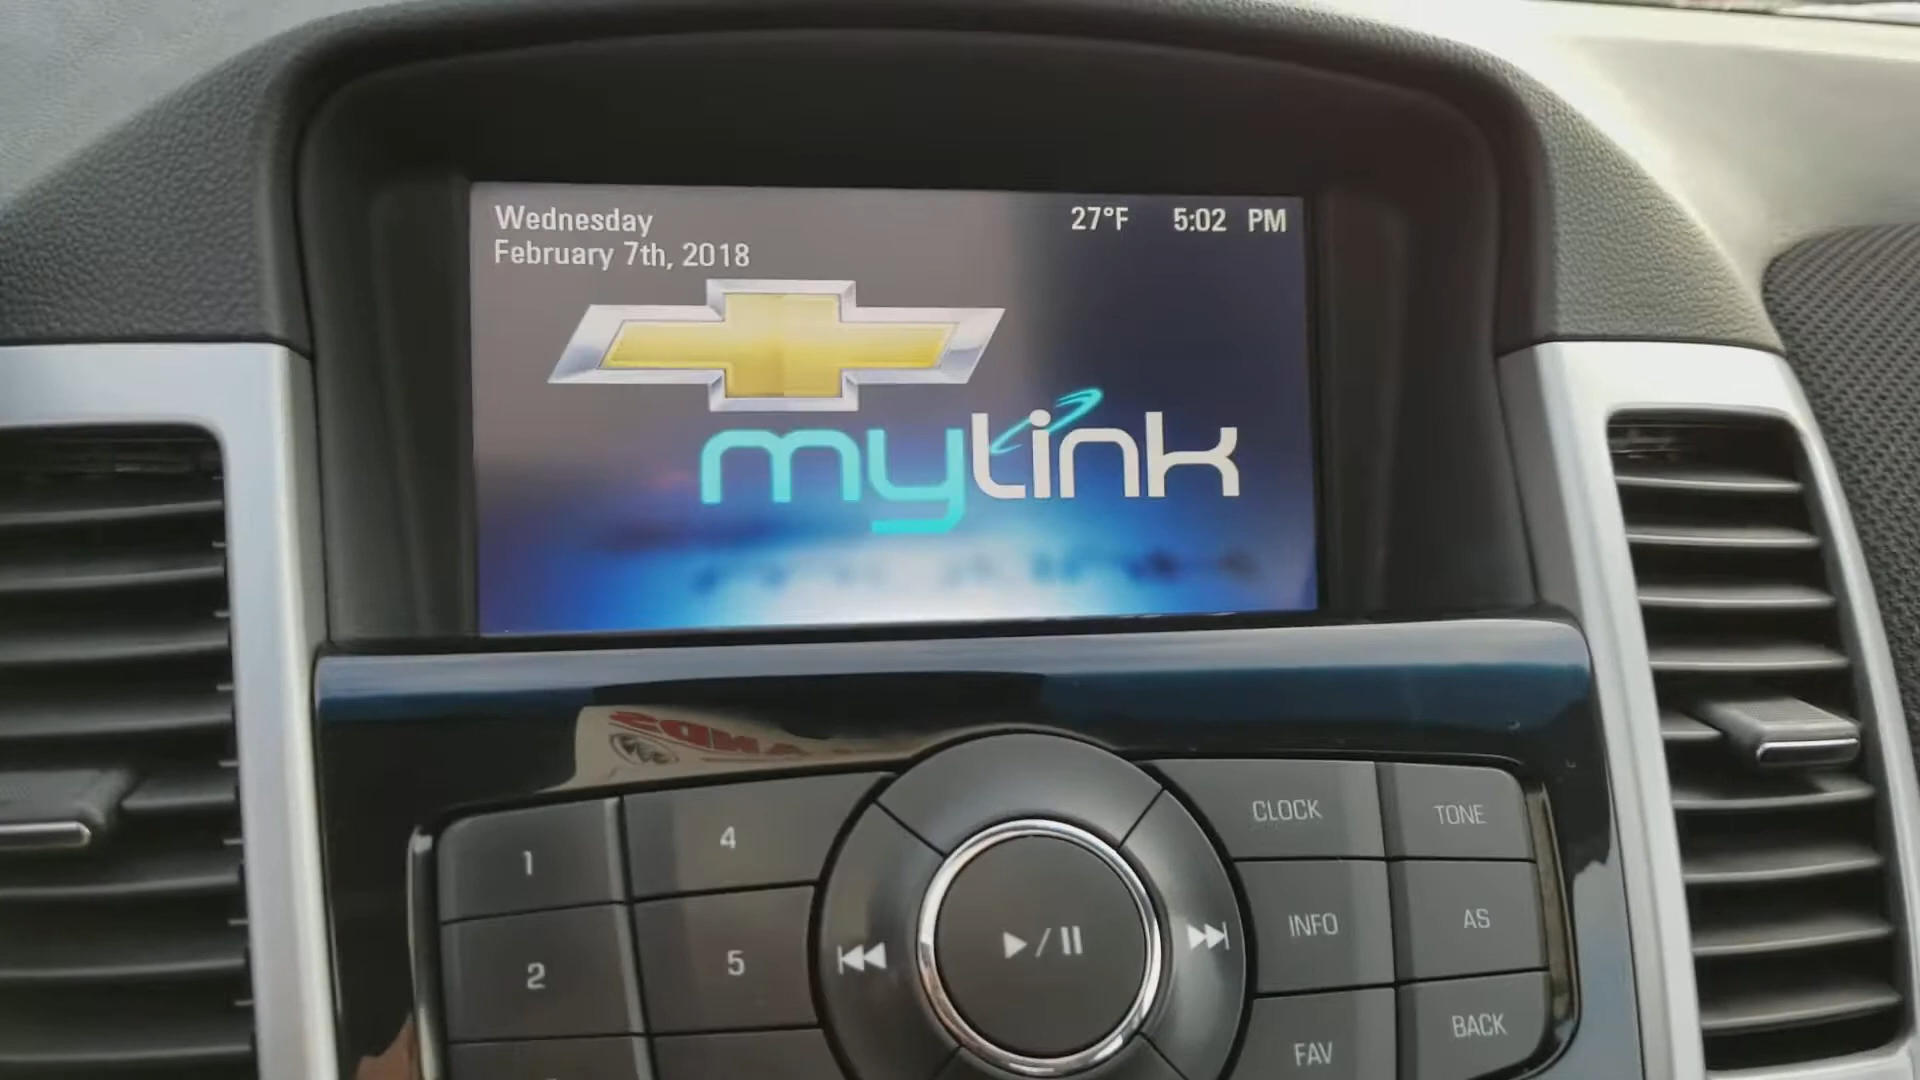 Wednesday
February 7th, 2018
27°F 5:02 PM
mylink
1
4
CLOCK
TONE
2
5
INFO
AS
FAV
BACK